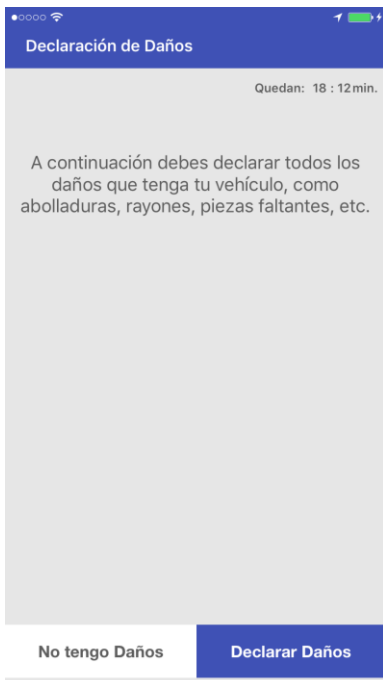 Declaración de Daños
Quedan: 18 : 12 min.
A continuación debes declarar todos los
daños que tenga tu vehículo, como
abolladuras, rayones, piezas faltantes, etc.
No tengo Daños
Declarar Daños